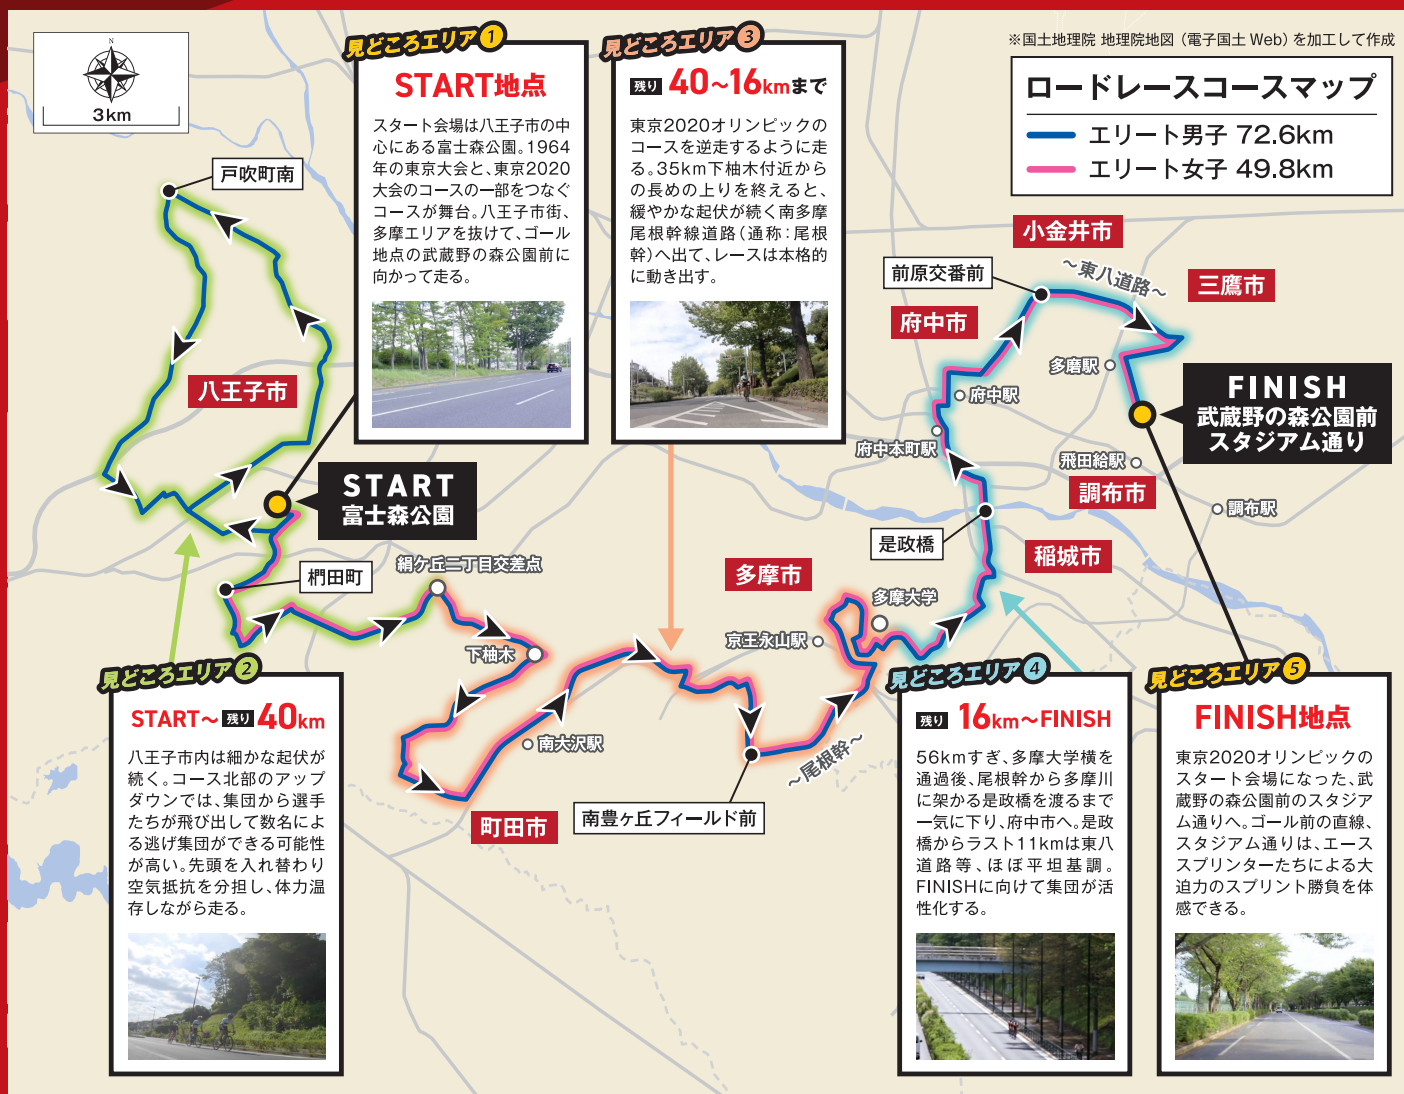 ※国土地理院 地理院地図（電子国土 Web）を加工して作成
ロードレースコースマップ
エリート男子 72.6km
エリート女子 49.8km
N
3km
見どころエリア1
START地点
スタート会場は八王子市の中
心にある富士森公園。1964
年の東京大会と、東京2020
大会のコースの一部をつなぐ
コースが舞台。八王子市街、
多摩エリアを抜けて、ゴール
地点の武蔵野の森公園前に
向かって走る。
見どころエリア3
残り 40～16kmまで
東京2020オリンピックの
コースを逆走するように走
る。35km下柚木付近から
の長めの上りを終えると、
緩やかな起伏が続く南多摩
尾根幹線道路（通称：尾根
幹）へ出て、レースは本格的
に動き出す。
戸吹町南
八王子市
START
富士森公園
椚田町
絹ケ丘二丁目交差点
下柚木
南大沢駅
町田市
南豊ヶ丘フィールド前
～尾根幹～
多摩市
京王永山駅
多摩大学
稲城市
是政橋
府中本町駅
府中駅
府中市
前原交番前
小金井市
～東八道路～
三鷹市
多磨駅
FINISH
武蔵野の森公園前
スタジアム通り
飛田給駅
調布市
調布駅
見どころエリア2
START～残り40km
八王子市内は細かな起伏が
続く。コース北部のアップ
ダウンでは、集団から選手
たちが飛び出して数名によ
る逃げ集団ができる可能性
が高い。先頭を入れ替わり
空気抵抗を分担し、体力温
存しながら走る。
見どころエリア4
残り 16km～FINISH
56kmすぎ、多摩大学横を
通過後、尾根幹から多摩川
に架かる是政橋を渡るまで
一気に下り、府中市へ。是政
橋からラスト11kmは東八
道路等、ほぼ平坦基調。
FINISHに向けて集団が活
性化する。
見どころエリア5
FINISH地点
東京2020オリンピックの
スタート会場になった、武
蔵野の森公園前のスタジア
ム通りへ。ゴール前の直線、
スタジアム通りは、エース
スプリンターたちによる大
迫力のスプリント勝負を体
感できる。